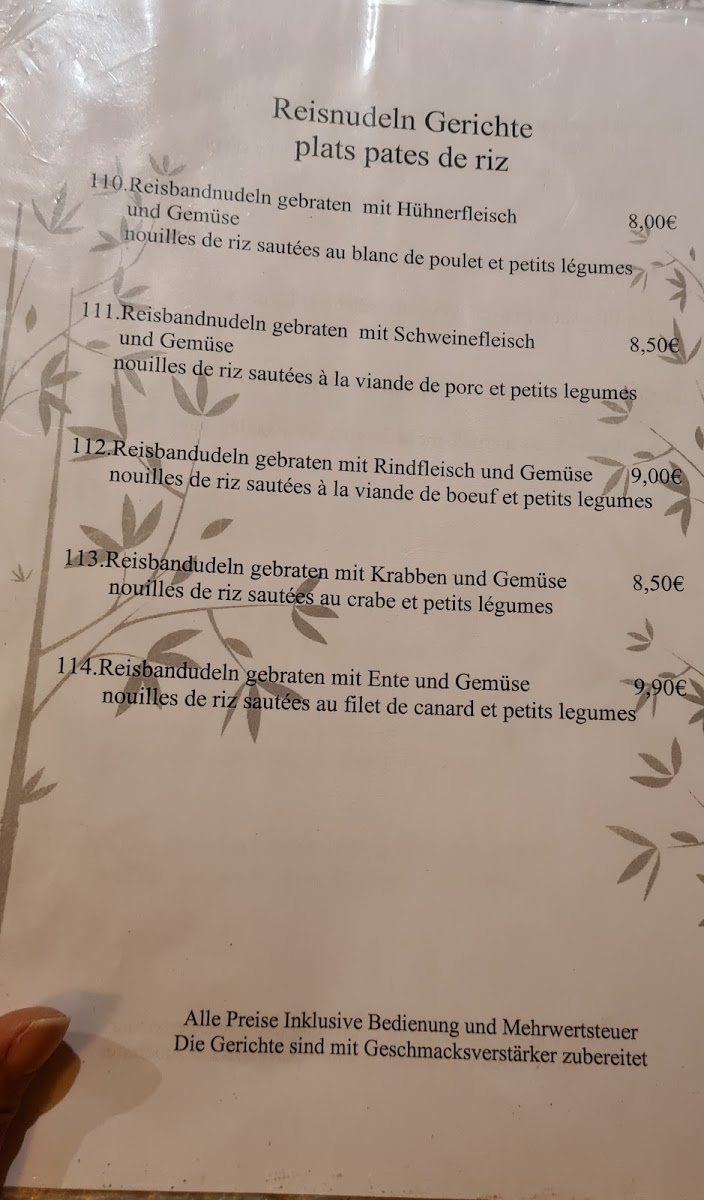 Reisnudeln Gerichte
plats pates de riz
110.Reisbandnudeln gebraten mit Hühnerfleisch
und Gemüse 8,00€
nouilles de riz sautées au blanc de poulet et petits légumes
111.Reisbandnudeln gebraten mit Schweinefleisch
und Gemüse 8,50€
nouilles de riz sautées à la viande de porc et petits legumes
112.Reisbandudeln gebraten mit Rindfleisch und Gemüse 9,00€
nouilles de riz sautées à la viande de boeuf et petits legumes
113.Reisbandudeln gebraten mit Krabben und Gemüse 8,50€
nouilles de riz sautées au crabe et petits légumes
114.Reisbandudeln gebraten mit Ente und Gemüse 9,90€
nouilles de riz sautées au filet de canard et petits legumes
Alle Preise Inklusive Bedienung und Mehrwertsteuer
Die Gerichte sind mit Geschmacksverstärker zubereitet